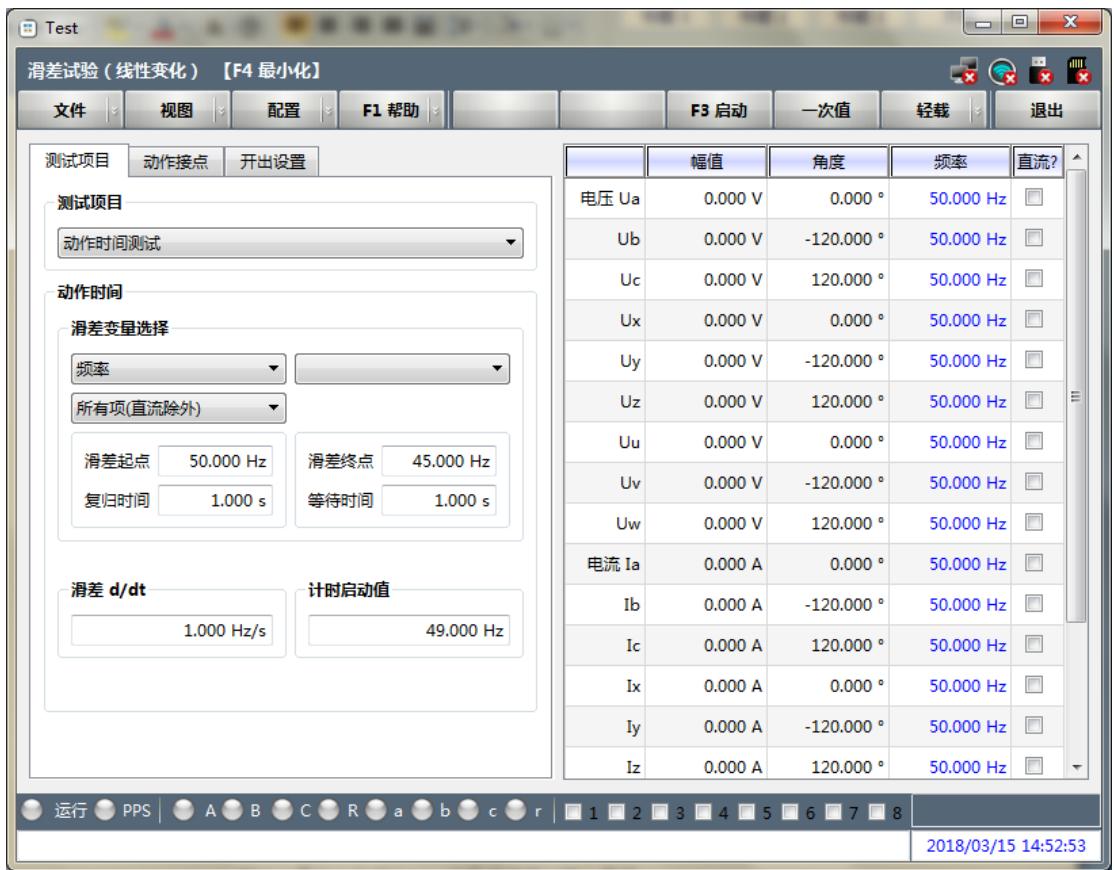 Test
滑差试验（线性变化）【F4 最小化】
文件 视图 配置 F1 帮助 F3 启动 一次值 轻载 退出
测试项目 动作接点 开出设置
测试项目
动作时间测试
动作时间
滑差变量选择
频率
所有项(直流除外)
滑差起点 50.000 Hz 滑差终点 45.000 Hz
复归时间 1.000 s 等待时间 1.000 s
滑差 d/dt 计时启动值
1.000 Hz/s 49.000 Hz
幅值 角度 频率 直流?
电压 Ua 0.000 V 0.000 ° 50.000 Hz
Ub 0.000 V -120.000 ° 50.000 Hz
Uc 0.000 V 120.000 ° 50.000 Hz
Ux 0.000 V 0.000 ° 50.000 Hz
Uy 0.000 V -120.000 ° 50.000 Hz
Uz 0.000 V 120.000 ° 50.000 Hz
Uu 0.000 V 0.000 ° 50.000 Hz
Uv 0.000 V -120.000 ° 50.000 Hz
Uw 0.000 V 120.000 ° 50.000 Hz
电流 Ia 0.000 A 0.000 ° 50.000 Hz
Ib 0.000 A -120.000 ° 50.000 Hz
Ic 0.000 A 120.000 ° 50.000 Hz
Ix 0.000 A 0.000 ° 50.000 Hz
Iy 0.000 A -120.000 ° 50.000 Hz
Iz 0.000 A 120.000 ° 50.000 Hz
运行 PPS A B C R a b c r 1 2 3 4 5 6 7 8
2018/03/15 14:52:53